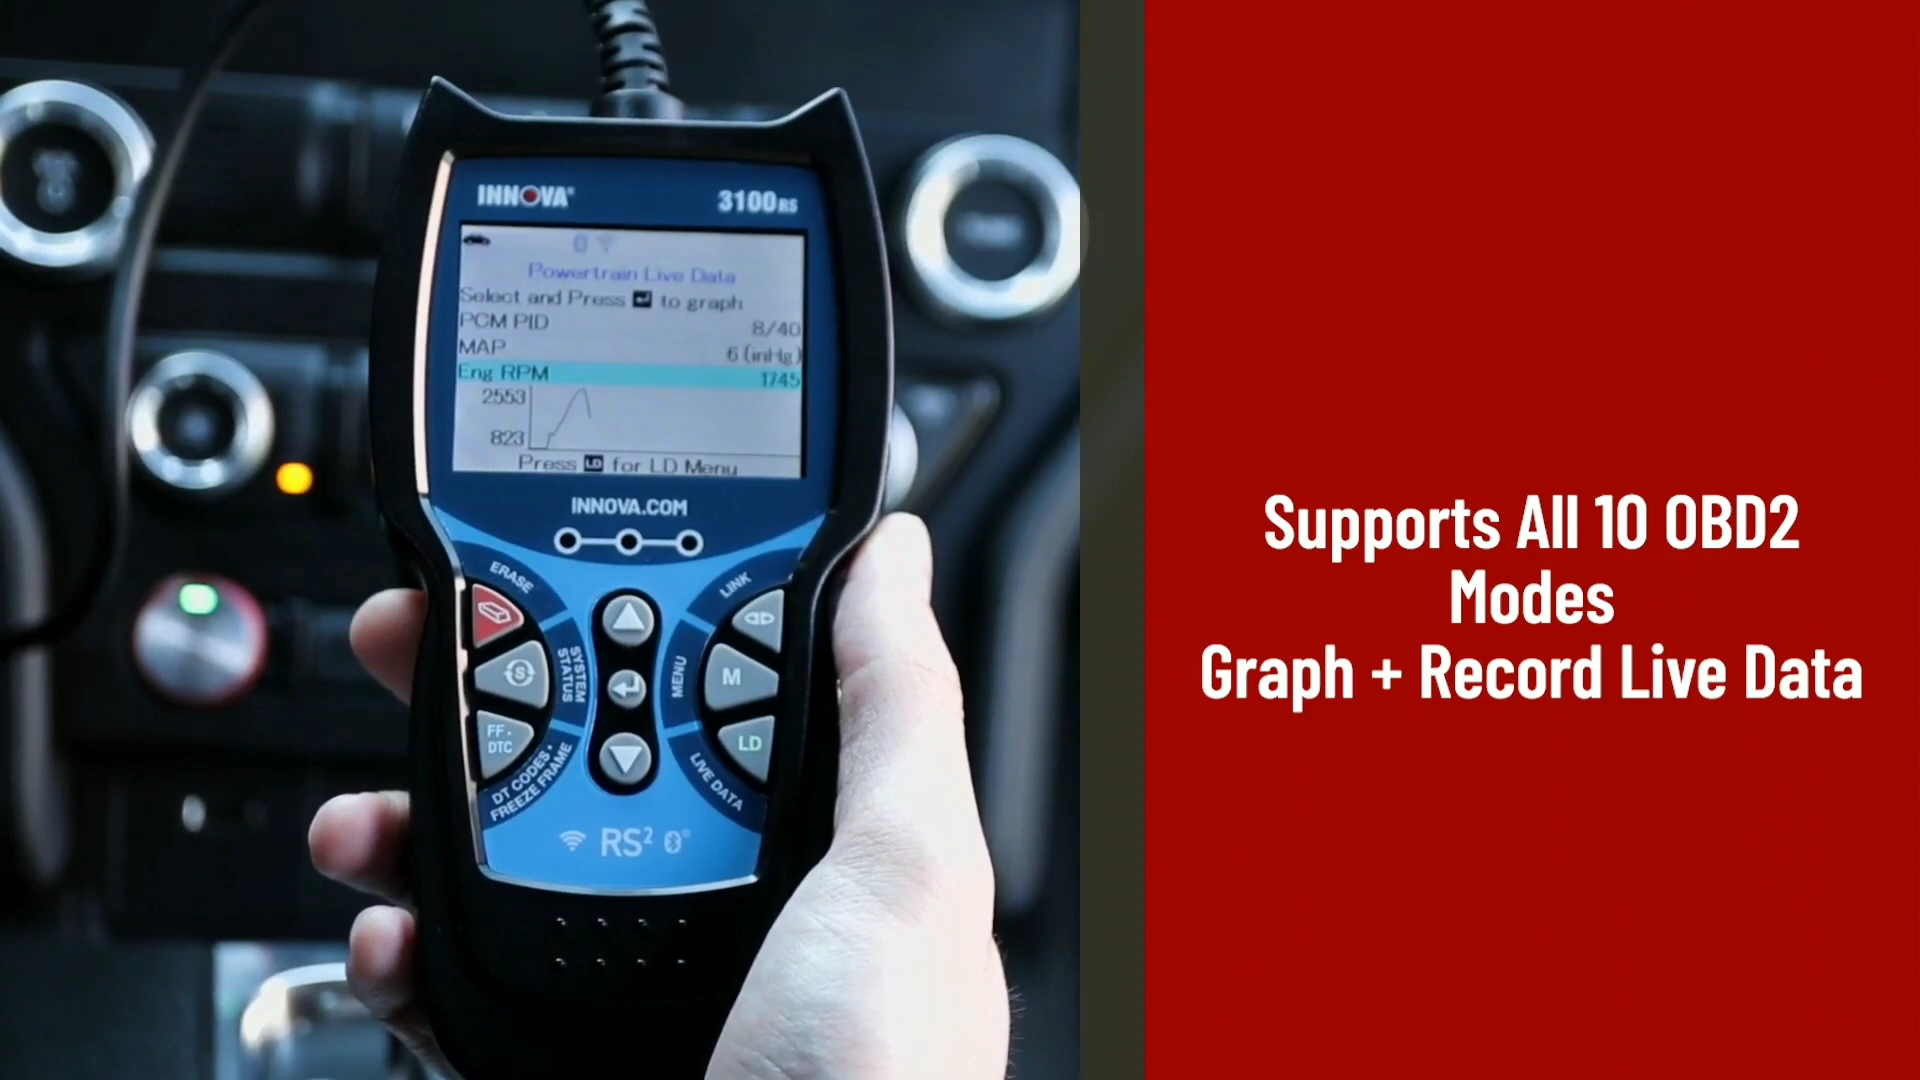 INNOVA®
3100RS
Powertrain Live Data
Select and Press ↵ to graph
PCM PID 8/40
MAP 6 (inHg)
Eng RPM 1745
2553
823
Press LD for LD Menu
INNOVA.COM
ERASE
LINK
S
SYSTEM STATUS
MENU
M
FF•
DTC
LD
DT CODES •
FREEZE FRAME
LIVE DATA
RS²
Supports All 10 OBD2
Modes
Graph + Record Live Data